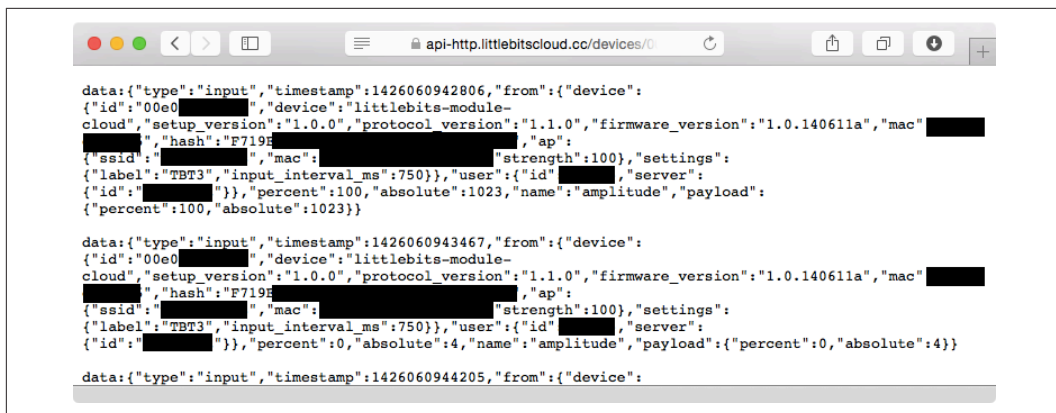 api-http.littlebitscloud.cc/devices/0
data:{"type":"input","timestamp":1426060942806,"from":{"device":
{"id":"00e0 ","device":"littlebits-module-
cloud","setup_version":"1.0.0","protocol_version":"1.1.0","firmware_version":"1.0.140611a","mac"
","hash":"F719E ,"ap":
{"ssid":" ","mac": "strength":100},"settings":
{"label":"TBT3","input_interval_ms":750}},"user":{"id" ,"server":
{"id":" "}},"percent":100,"absolute":1023,"name":"amplitude","payload":
{"percent":100,"absolute":1023}}
data:{"type":"input","timestamp":1426060943467,"from":{"device":
{"id":"00e0 ","device":"littlebits-module-
cloud","setup_version":"1.0.0","protocol_version":"1.1.0","firmware_version":"1.0.140611a","mac"
","hash":"F719E ,"ap":
{"ssid":" ","mac": "strength":100},"settings":
{"label":"TBT3","input_interval_ms":750}},"user":{"id" ,"server":
{"id":" "}},"percent":0,"absolute":4,"name":"amplitude","payload":{"percent":0,"absolute":4}}
data:{"type":"input","timestamp":1426060944205,"from":{"device":